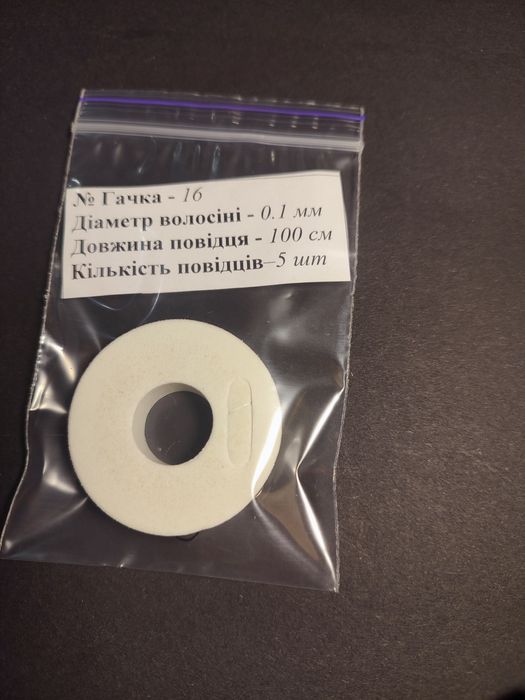 № Гачка - 16
Діаметр волосіні - 0.1 мм
Довжина повідця - 100 см
Кількість повідців–5 шт